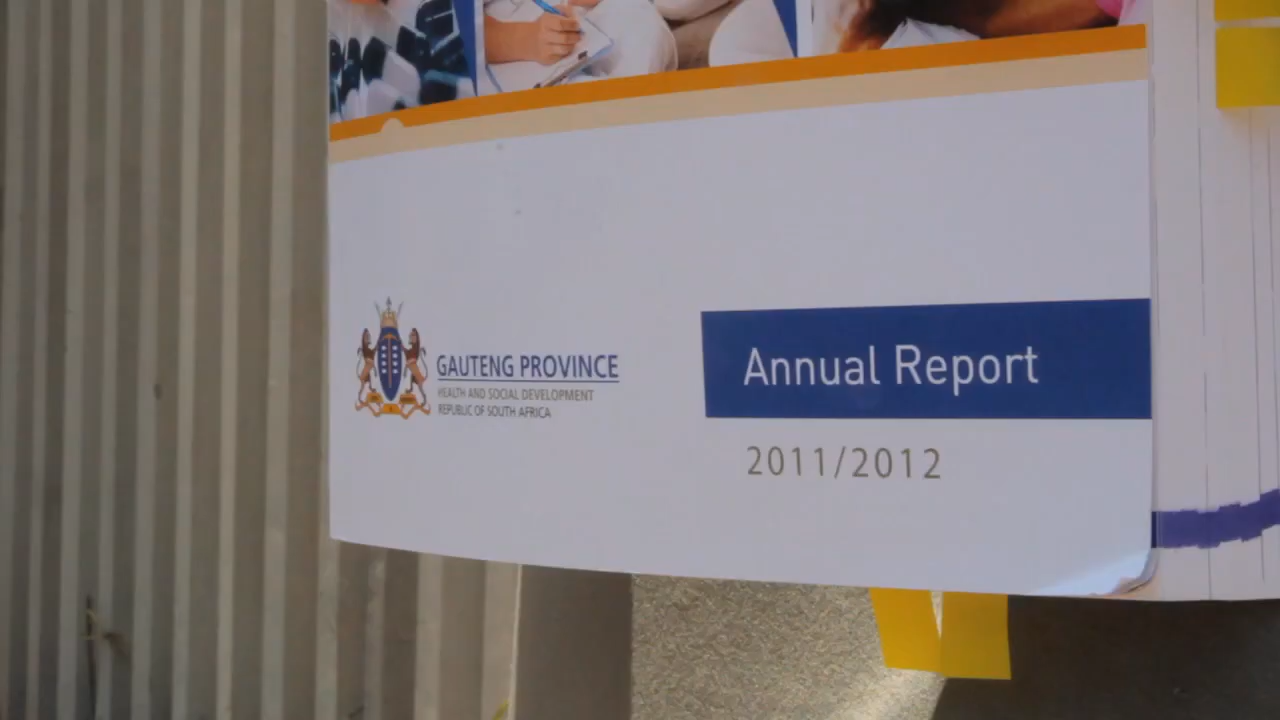 GAUTENG PROVINCE
HEALTH AND SOCIAL DEVELOPMENT
REPUBLIC OF SOUTH AFRICA
Annual Report
2011/2012